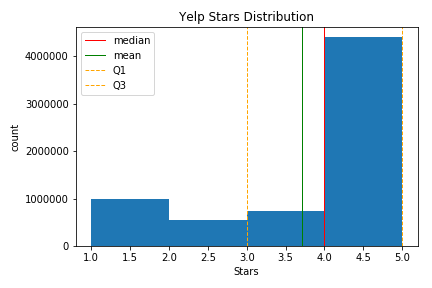 Yelp Stars Distribution
median
mean
Q1
Q3
count
4000000
3000000
2000000
1000000
0
1.0 1.5 2.0 2.5 3.0 3.5 4.0 4.5 5.0
Stars